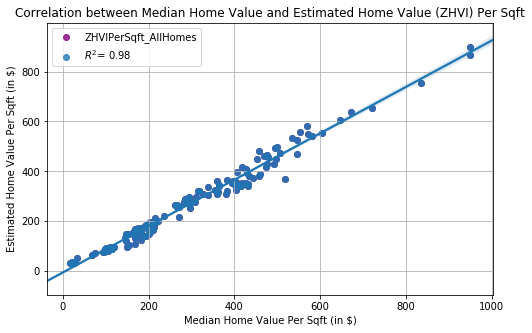 Correlation between Median Home Value and Estimated Home Value (ZHVI) Per Sqft
ZHVIPerSqft_AllHomes
R²= 0.98
Estimated Home Value Per Sqft (in $)
800
600
400
200
0
0 200 400 600 800 1000
Median Home Value Per Sqft (in $)